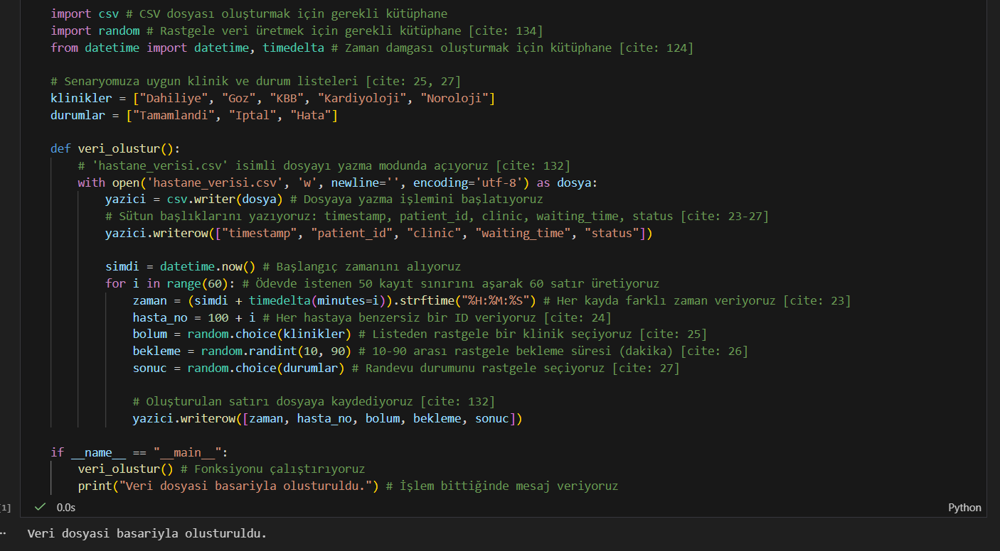 import csv # CSV dosyası oluşturmak için gerekli kütüphane
import random # Rastgele veri üretmek için gerekli kütüphane [cite: 134]
from datetime import datetime, timedelta # Zaman damgası oluşturmak için kütüphane [cite: 124]
# Senaryomuza uygun klinik ve durum listeleri [cite: 25, 27]
klinikler = ["Dahiliye", "Goz", "KBB", "Kardiyoloji", "Noroloji"]
durumlar = ["Tamamlandi", "Iptal", "Hata"]
def veri_olustur():
# 'hastane_verisi.csv' isimli dosyayı yazma modunda açıyoruz [cite: 132]
with open('hastane_verisi.csv', 'w', newline='', encoding='utf-8') as dosya:
yazici = csv.writer(dosya) # Dosyaya yazma işlemini başlatıyoruz
# Sütun başlıklarını yazıyoruz: timestamp, patient_id, clinic, waiting_time, status [cite: 23-27]
yazici.writerow(["timestamp", "patient_id", "clinic", "waiting_time", "status"])
simdi = datetime.now() # Başlangıç zamanını alıyoruz
for i in range(60): # Ödevde istenen 50 kayıt sınırını aşarak 60 satır üretiyoruz
zaman = (simdi + timedelta(minutes=i)).strftime("%H:%M:%S") # Her kayda farklı zaman veriyoruz [cite: 23]
hasta_no = 100 + i # Her hastaya benzersiz bir ID veriyoruz [cite: 24]
bolum = random.choice(klinikler) # Listeden rastgele bir klinik seçiyoruz [cite: 25]
bekleme = random.randint(10, 90) # 10-90 arası rastgele bekleme süresi (dakika) [cite: 26]
sonuc = random.choice(durumlar) # Randevu durumunu rastgele seçiyoruz [cite: 27]
# Oluşturulan satırı dosyaya kaydediyoruz [cite: 132]
yazici.writerow([zaman, hasta_no, bolum, bekleme, sonuc])
if __name__ == "__main__":
veri_olustur() # Fonksiyonu çalıştırıyoruz
print("Veri dosyasi basariyla olusturuldu.") # İşlem bittiğinde mesaj veriyoruz
[1] 0.0s Python
Veri dosyasi basariyla olusturuldu.